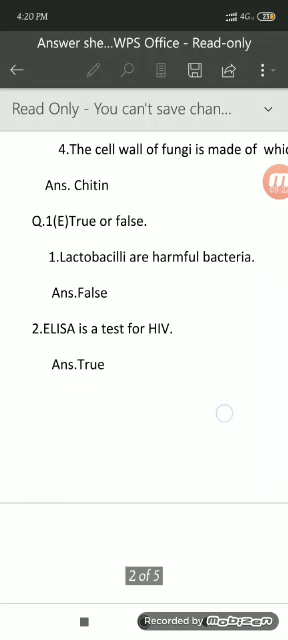 4:20 PM
4G
238
Answer she...WPS Office - Read-only
Read Only - You can't save chan...
4.The cell wall of fungi is made of whic
Ans. Chitin
Q.1(E)True or false.
1.Lactobacilli are harmful bacteria.
Ans.False
2.ELISA is a test for HIV.
Ans.True
2 of 5
Recorded by mobizen